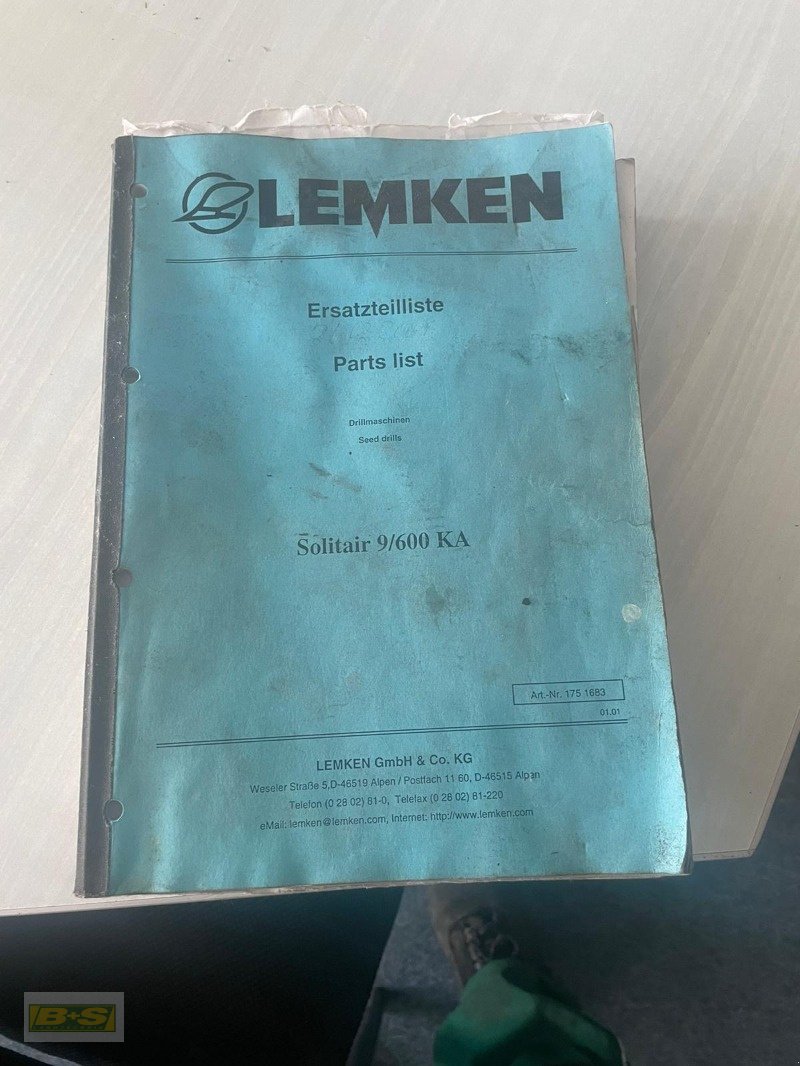 LEMKEN
Ersatzteilliste
Parts list
Drillmaschinen
Seed drills
Solitair 9/600 KA
Art.-Nr. 175 1683
01.01
LEMKEN GmbH & Co. KG
Weseler Straße 5,D-46519 Alpen / Postfach 11 60, D-46515 Alpen
Telefon (0 28 02) 81-0, Telefax (0 28 02) 81-220
eMail: lemken@lemken.com, Internet: http://www.lemken.com
B+S